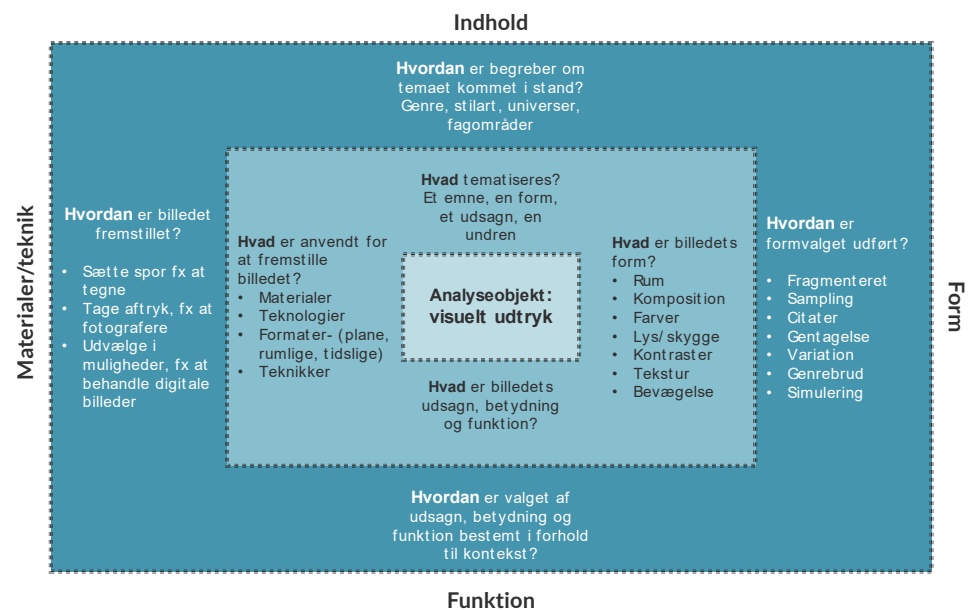 Indhold
Hvordan er begreber om
temaet kommet i stand?
Genre, stilart, universer,
fagområder
Hvad tematiseres?
Et emne, en form,
et udsagn, en
undren
Materialer/teknik
Hvordan er billedet
fremstillet?
• Sætte spor fx at
tegne
• Tage aftryk, fx at
fotografere
• Udvælge i
muligheder, fx at
behandle digitale
billeder
Hvad er anvendt for
at fremstille
billedet?
• Materialer
• Teknologier
• Formater- (plane,
rumlige, tidslige)
• Teknikker
Analyseobjekt:
visuelt udtryk
Hvad er billedets
form?
• Rum
• Komposition
• Farver
• Lys/skygge
• Kontraster
• Tekstur
• Bevægelse
Hvordan er
formvalget udført?
• Fragmenteret
• Sampling
• Citater
• Gentagelse
• Variation
• Genrebrud
• Simulering
Form
Hvad er billedets
udsagn, betydning
og funktion?
Hvordan er valget af
udsagn, betydning og
funktion bestemt i forhold
til kontekst?
Funktion